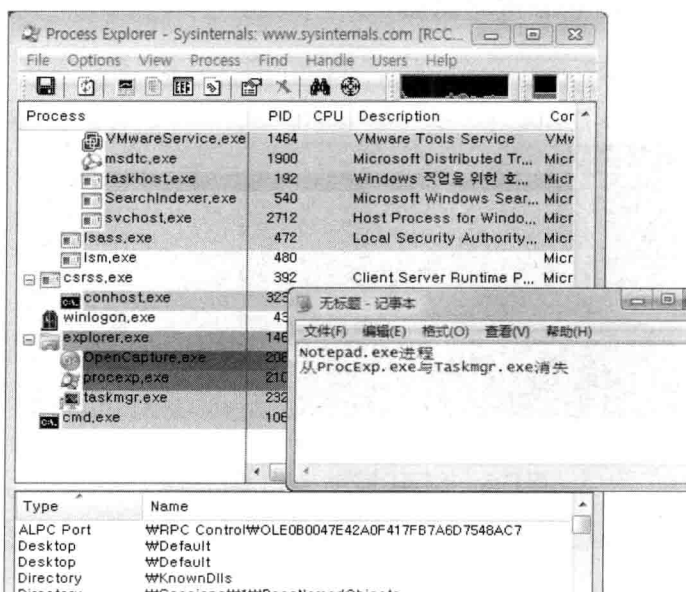 Process Explorer - Sysinternals: www.sysinternals.com [RCC...
File Options View Process Find Handle Users Help
Process PID CPU Description Cor
VMwareService.exe 1464 VMware Tools Service VMv
msdtc.exe 1900 Microsoft Distributed Tr... Micr
taskhost.exe 192 Windows 작업을 위한 호... Micr
SearchIndexer.exe 540 Microsoft Windows Sear... Micr
svchost.exe 2712 Host Process for Windo... Micr
lsass.exe 472 Local Security Authority... Micr
lsm.exe 480 Micr
csrss.exe 392 Client Server Runtime P... Micr
conhost.exe 323
winlogon.exe 43
explorer.exe 146
OpenCapture.exe 208
procexp.exe 210
taskmgr.exe 232
cmd.exe 106
无标题 - 记事本
文件(F) 编辑(E) 格式(O) 查看(V) 帮助(H)
Notepad.exe进程
从ProcExp.exe与Taskmgr.exe消失
Type Name
ALPC Port ₩RPC Control₩OLE0B0047E42A0F417FB7A6D7548AC7
Desktop ₩Default
Desktop ₩Default
Directory ₩KnownDlls